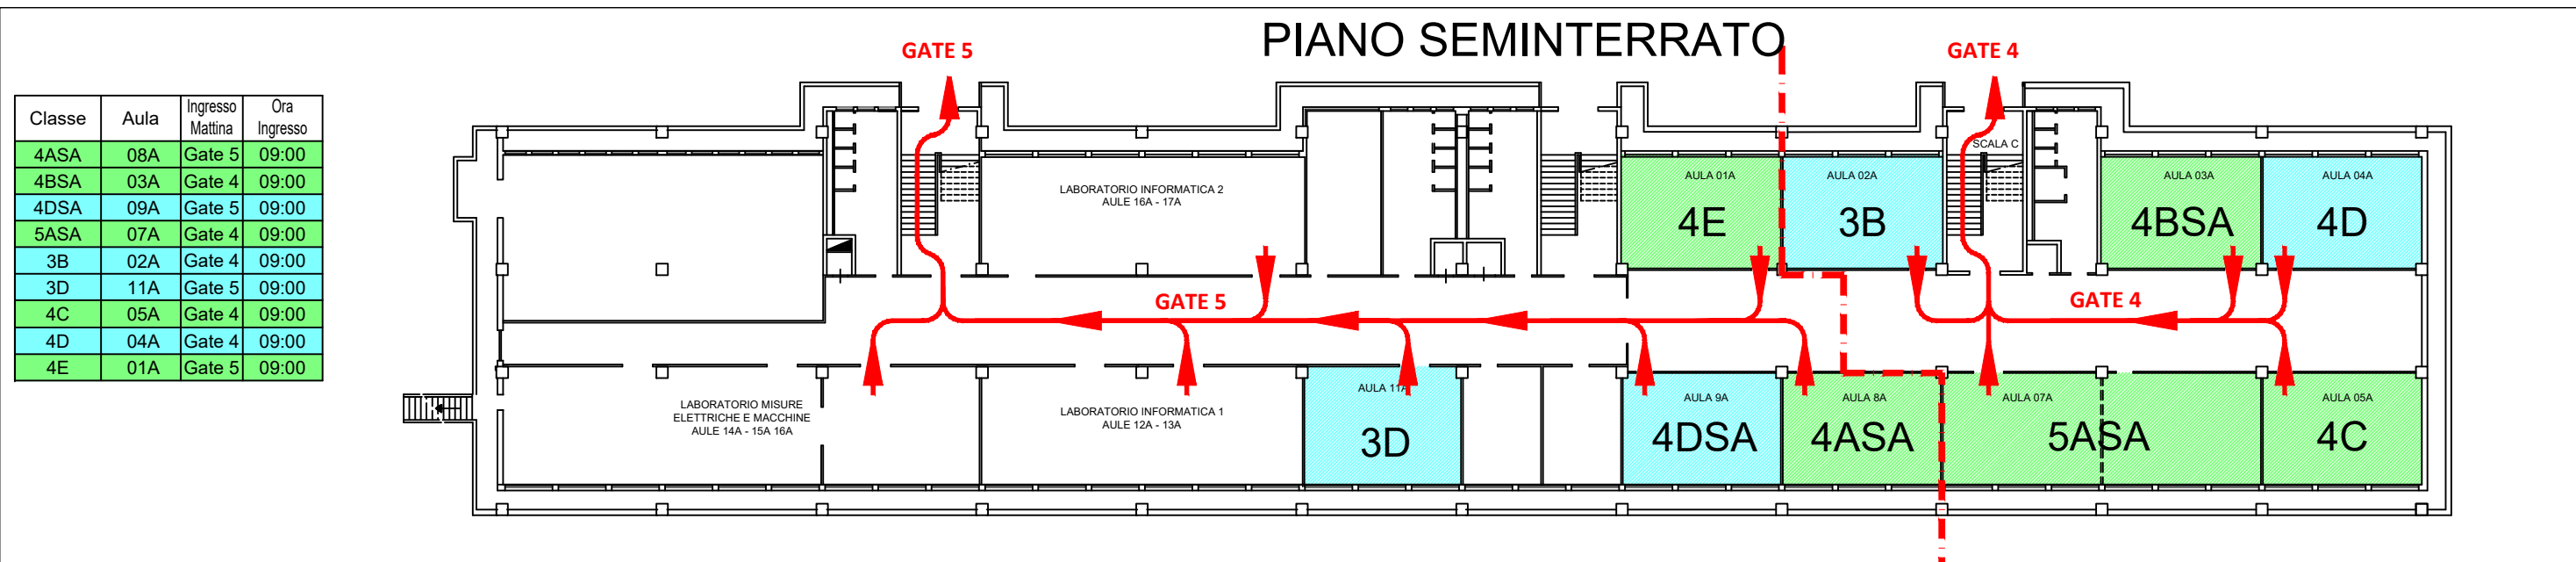 PIANO SEMINTERRATO
GATE 5
GATE 4
Classe Aula Ingresso Mattina Ora Ingresso
4ASA 08A Gate 5 09:00
4BSA 03A Gate 4 09:00
4DSA 09A Gate 5 09:00
5ASA 07A Gate 4 09:00
3B 02A Gate 4 09:00
3D 11A Gate 5 09:00
4C 05A Gate 4 09:00
4D 04A Gate 4 09:00
4E 01A Gate 5 09:00
SCALA C
LABORATORIO INFORMATICA 2
AULE 16A - 17A
AULA 01A
4E
AULA 02A
3B
AULA 03A
4BSA
AULA 04A
4D
GATE 5
GATE 4
LABORATORIO MISURE
ELETTRICHE E MACCHINE
AULE 14A - 15A 16A
LABORATORIO INFORMATICA 1
AULE 12A - 13A
AULA 11A
3D
AULA 9A
4DSA
AULA 8A
4ASA
AULA 07A
5ASA
AULA 05A
4C